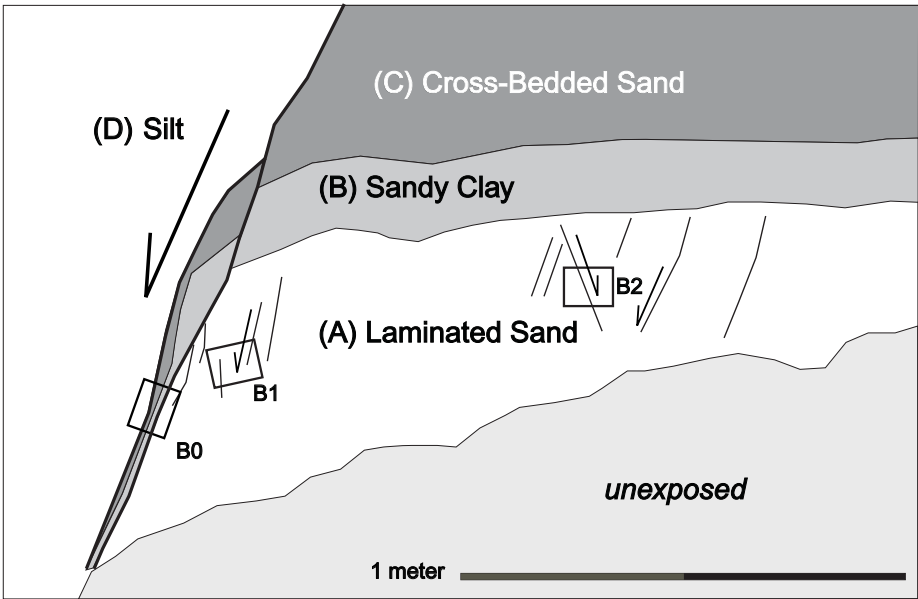 (C) Cross-Bedded Sand
(D) Silt
(B) Sandy Clay
B2
(A) Laminated Sand
B1
B0
unexposed
1 meter